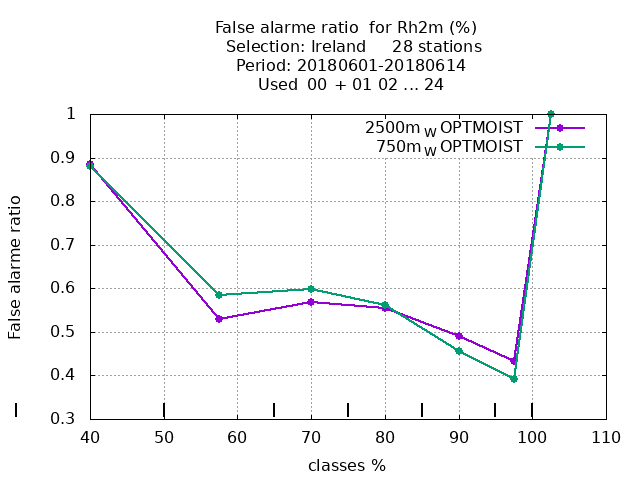 False alarme ratio  for Rh2m (%)
Selection: Ireland     28 stations
Period: 20180601-20180614
Used  00 + 01 02 ... 24
2500m W OPTMOIST
750m W OPTMOIST
False alarme ratio
1
0.9
0.8
0.7
0.6
0.5
0.4
0.3
40 50 60 70 80 90 100 110
classes %